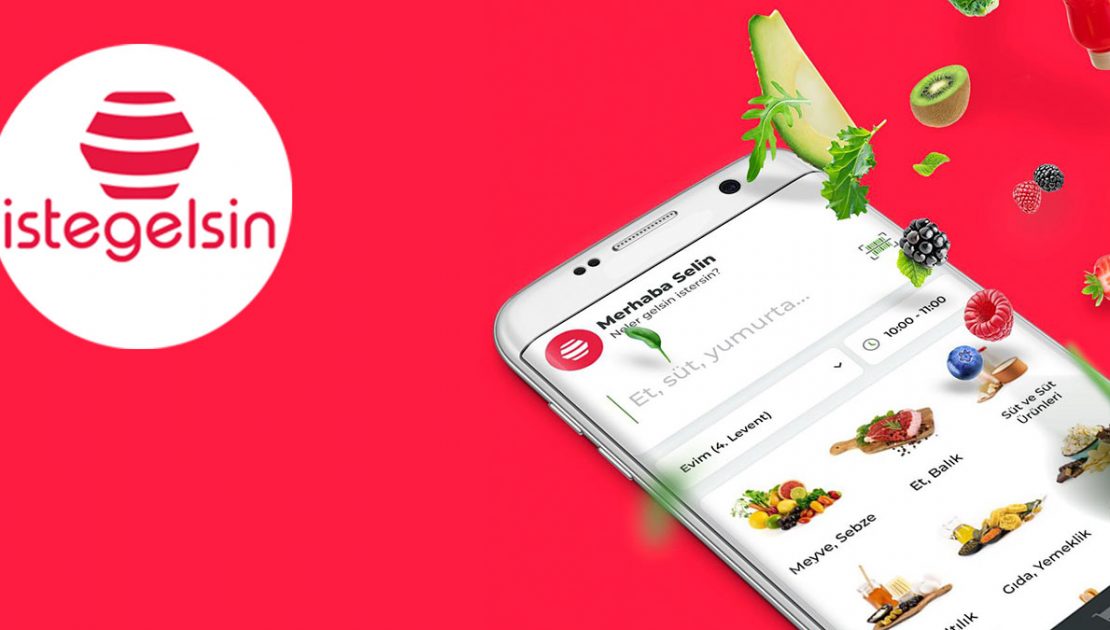 istegelsin
Merhaba Selin
Neler gelsin istersin?
Et, süt, yumurta...
Evim (4. Levent)
10:00 - 11:00
Meyve, Sebze
Et, Balık
Süt ve Süt
Ürünleri
Gıda, Yemeklik